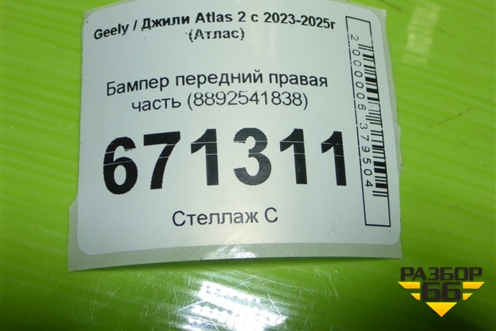 Geely / Джили Atlas 2 с 2023-2025г
(Атлас)
Бампер передний правая
часть (8892541838)
671311
Стеллаж С
2000006379504
РАЗБОР
66